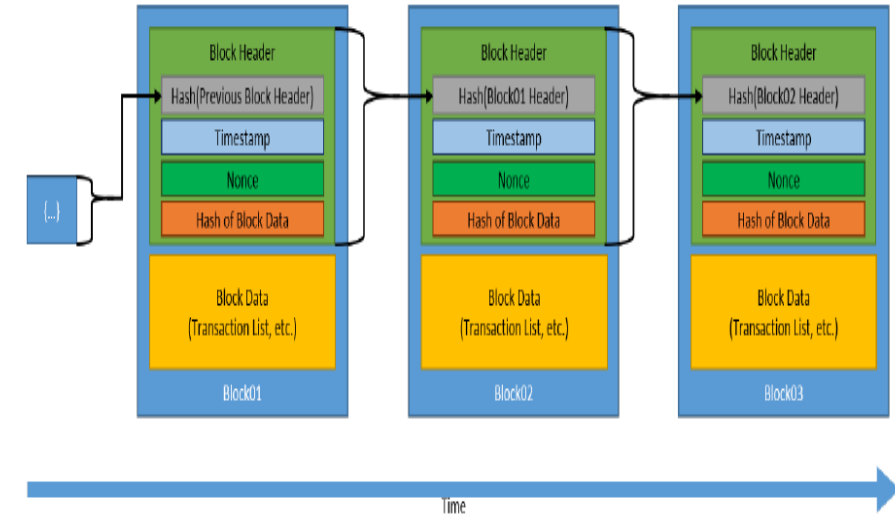 {...}
Block Header
Hash(Previous Block Header)
Timestamp
Nonce
Hash of Block Data
Block Data
(Transaction List, etc.)
Block01
Block Header
Hash(Block01 Header)
Timestamp
Nonce
Hash of Block Data
Block Data
(Transaction List, etc.)
Block02
Block Header
Hash(Block02 Header)
Timestamp
Nonce
Hash of Block Data
Block Data
(Transaction List, etc.)
Block03
Time